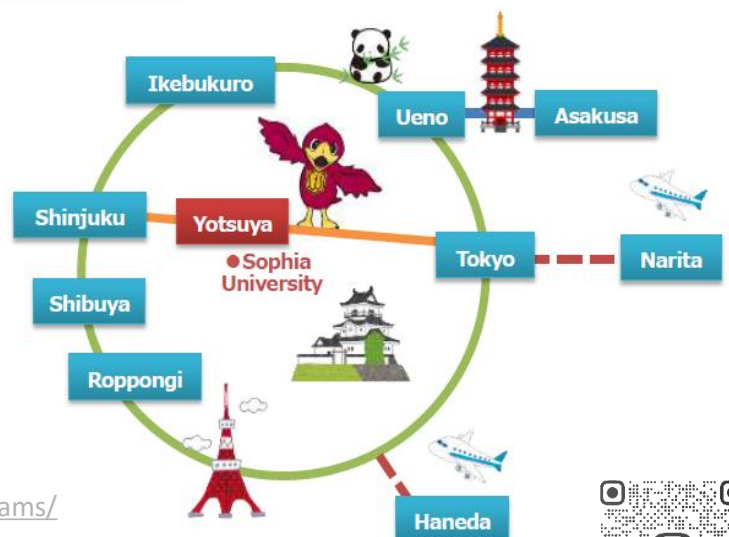 Ikebukuro
Ueno
Asakusa
Shinjuku
Yotsuya
●Sophia
University
Tokyo
Narita
Shibuya
Roppongi
Haneda
ams/